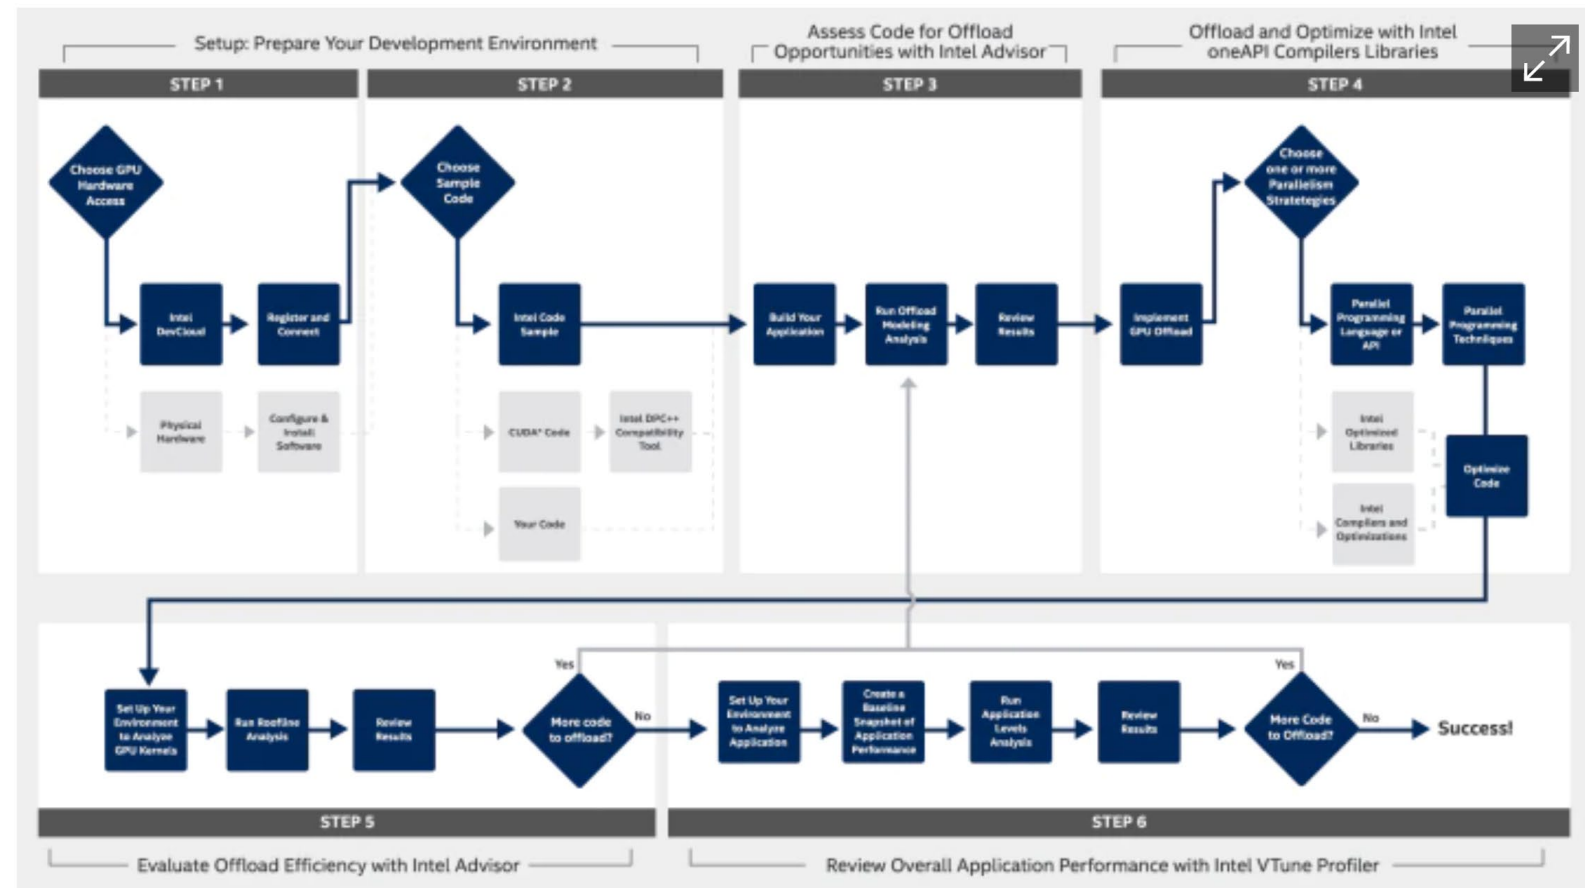 Setup: Prepare Your Development Environment
Assess Code for Offload
Opportunities with Intel Advisor
Offload and Optimize with Intel
oneAPI Compilers Libraries
STEP 1
STEP 2
STEP 3
STEP 4
Choose GPU
Hardware
Access
Intel
DevCloud
Register and
Connect
Physical
Hardware
Configure &
Install
Software
Choose
Sample
Code
Intel Code
Sample
CUDA* Code
Intel DPC++
Compatibility
Tool
Your Code
Build Your
Application
Run Offload
Modeling
Analysis
Review
Results
Implement
GPU Offload
Choose
one or more
Parallelism
Stratetegies
Parallel
Programming
Language or
API
Parallel
Programming
Techniques
Intel
Optimized
Libraries
Intel
Compilers and
Optimizations
Optimize
Code
Set Up Your
Environment
to Analyze
GPU Kernels
Run Roofline
Analysis
Review
Results
More code
to offload?
Yes
No
Set Up Your
Environment
to Analyze
Application
Create a
Baseline
Snapshot of
Application
Performance
Run
Application
Levels
Analysis
Review
Results
More Code
to Offload?
Yes
No
Success!
STEP 5
STEP 6
Evaluate Offload Efficiency with Intel Advisor
Review Overall Application Performance with Intel VTune Profiler